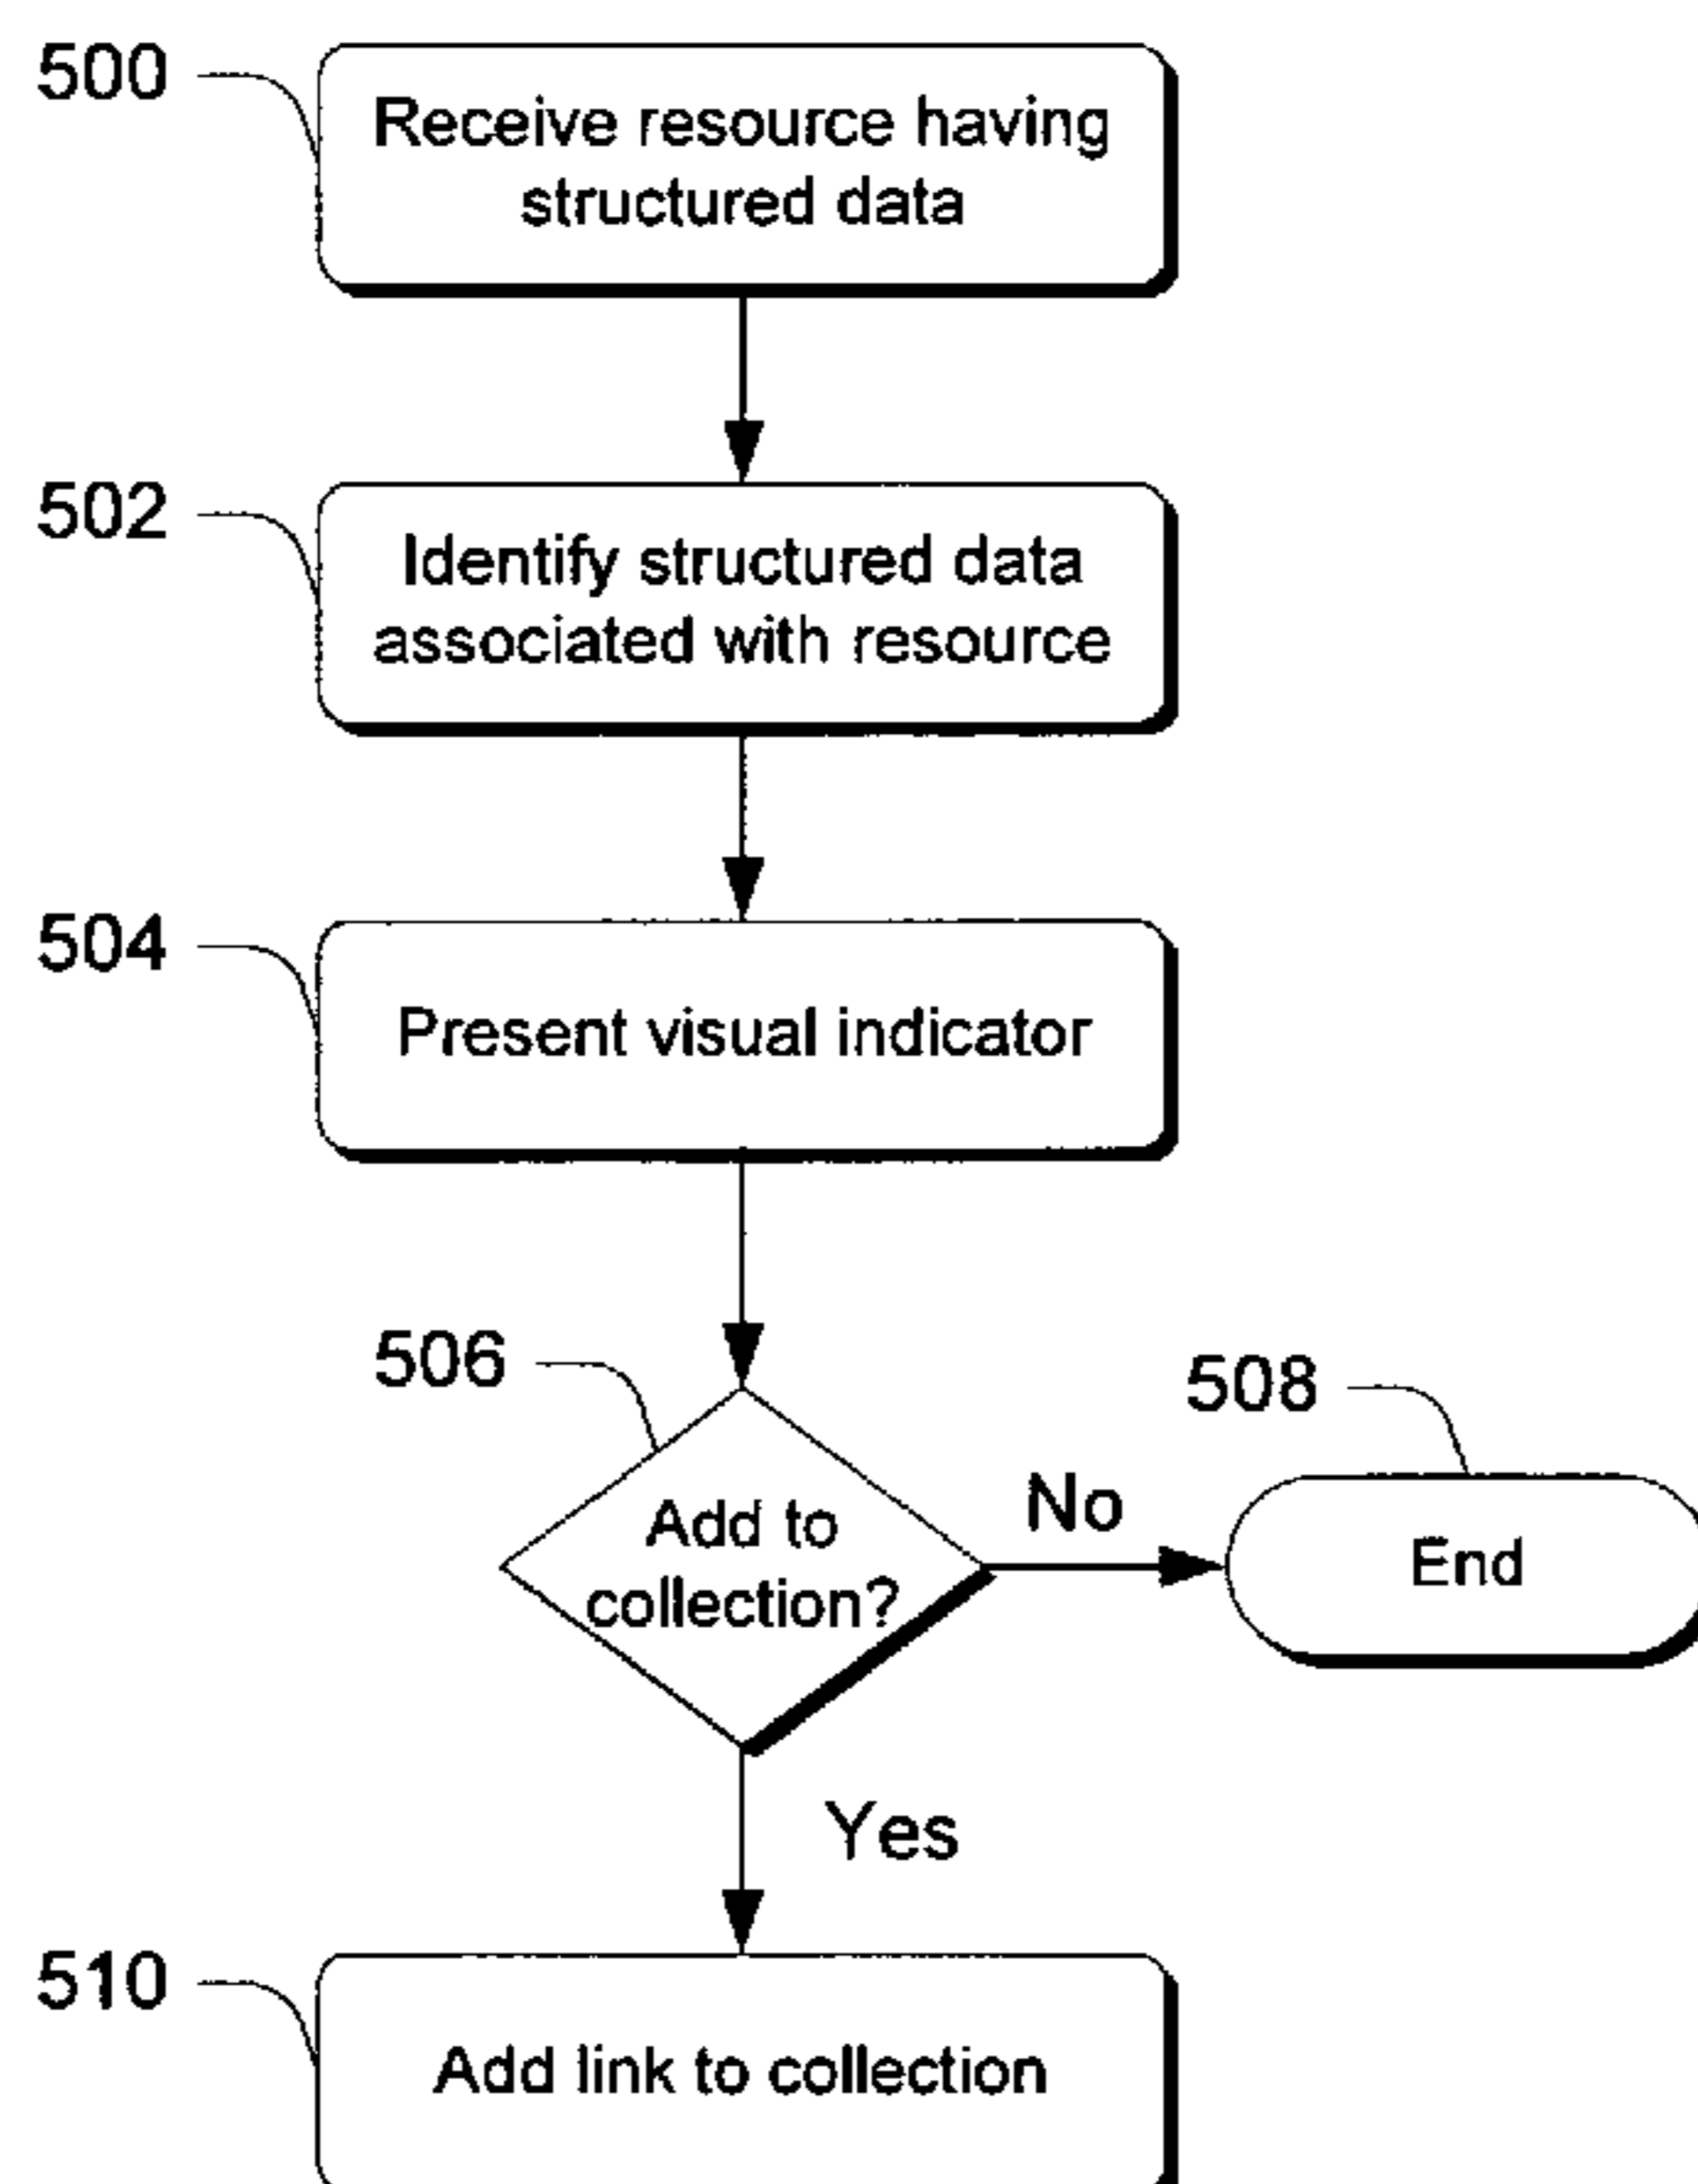 500
Receive resource having
structured data
502
Identify structured data
associated with resource
504
Present visual indicator
506
Add to
collection?
No
508
End
Yes
510
Add link to collection